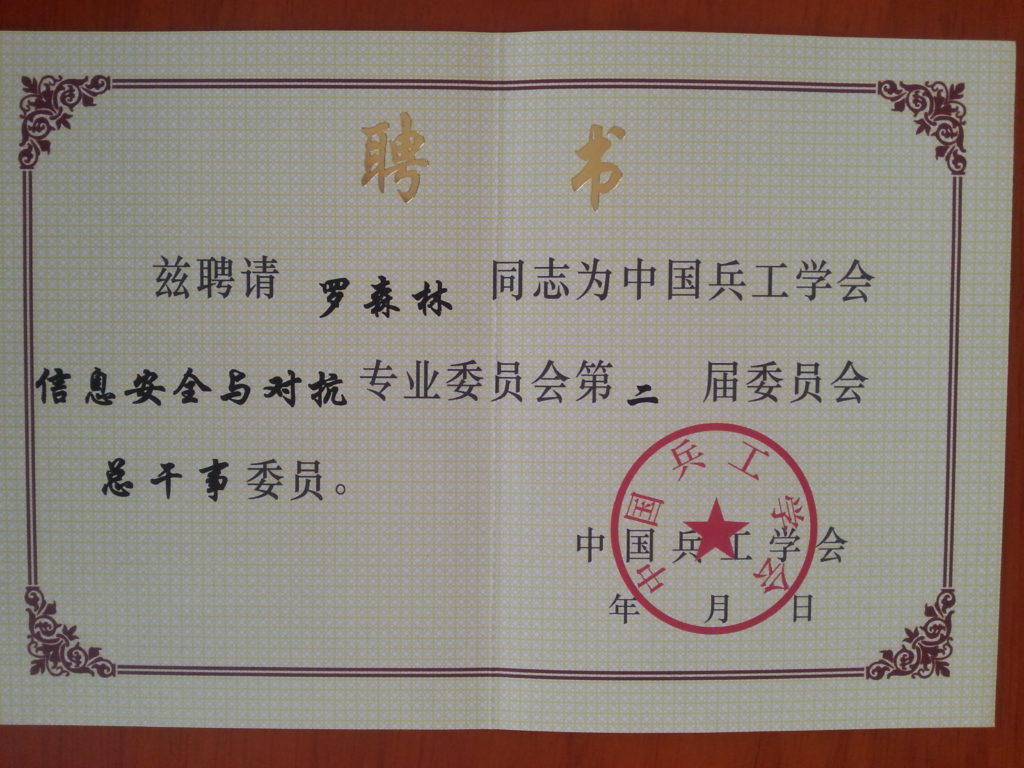 聘 书
兹聘请 罗森林 同志为中国兵工学会
信息安全与对抗专业委员会第 二 届委员会
总干事委员。
中国兵工学会
中国兵工学会
年 月 日